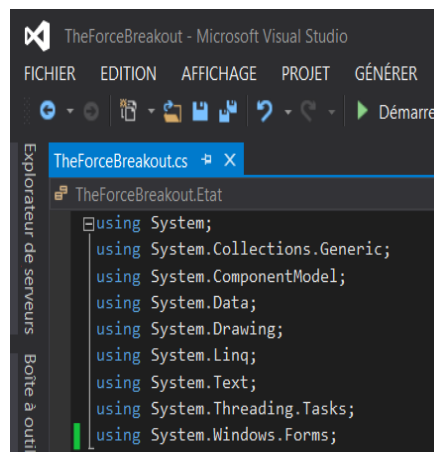 TheForceBreakout - Microsoft Visual Studio
FICHIER EDITION AFFICHAGE PROJET GÉNÉRER
Démarre
Explorateur de serveurs
Boîte à outil
TheForceBreakout.cs
TheForceBreakout.Etat
using System;
using System.Collections.Generic;
using System.ComponentModel;
using System.Data;
using System.Drawing;
using System.Linq;
using System.Text;
using System.Threading.Tasks;
using System.Windows.Forms;